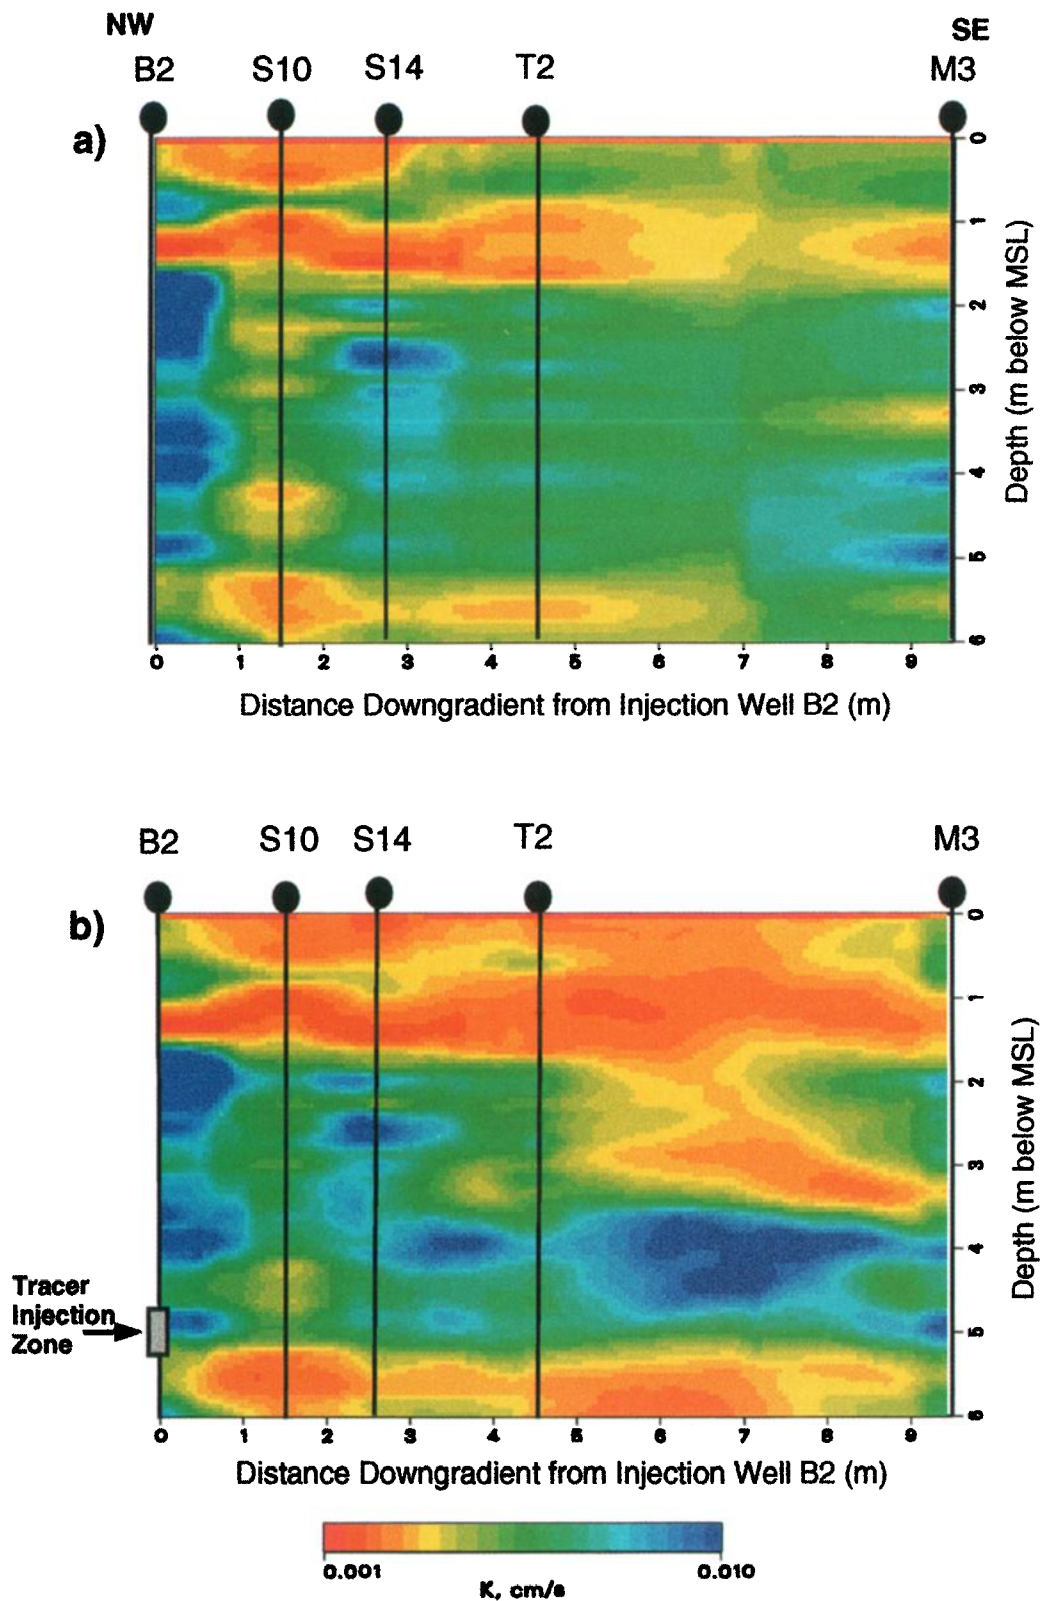 NW SE
B2 S10 S14 T2 M3
a)
0
1
2
3
4
5
6
Depth (m below MSL)
0 1 2 3 4 5 6 7 8 9
Distance Downgradient from Injection Well B2 (m)
B2 S10 S14 T2 M3
b)
0
1
2
3
4
5
6
Depth (m below MSL)
Tracer
Injection
Zone
0 1 2 3 4 5 6 7 8 9
Distance Downgradient from Injection Well B2 (m)
0.001 0.010
K, cm/s